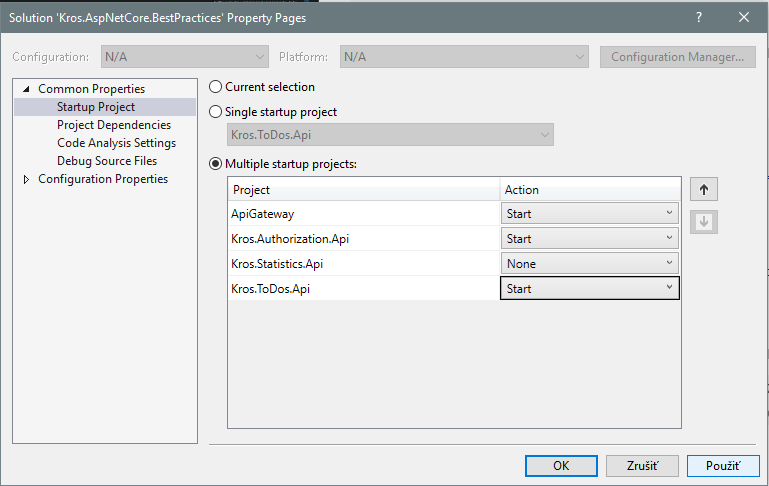 Solution 'Kros.AspNetCore.BestPractices' Property Pages
Configuration: N/A Platform: N/A Configuration Manager...
Common Properties
Startup Project
Project Dependencies
Code Analysis Settings
Debug Source Files
Configuration Properties
Current selection
Single startup project
Kros.ToDos.Api
Multiple startup projects:
Project Action
ApiGateway Start
Kros.Authorization.Api Start
Kros.Statistics.Api None
Kros.ToDos.Api Start
OK Zrušiť Použiť